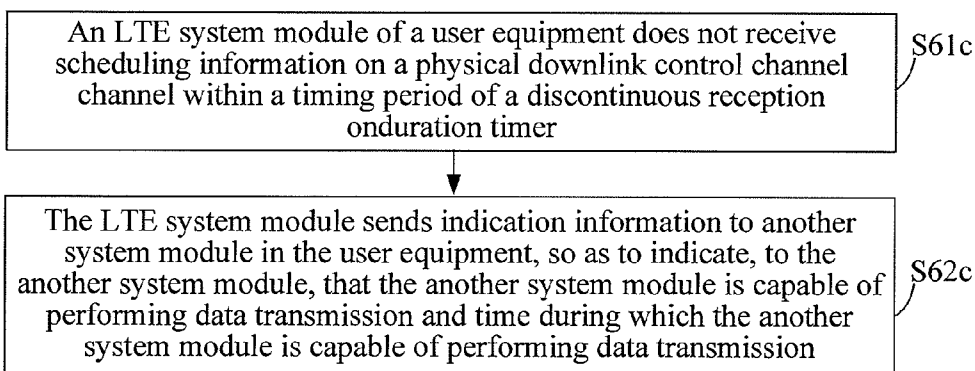 An LTE system module of a user equipment does not receive
scheduling information on a physical downlink control channel
channel within a timing period of a discontinuous reception
onduration timer
S61c
The LTE system module sends indication information to another
system module in the user equipment, so as to indicate, to the
another system module, that the another system module is capable of
performing data transmission and time during which the another
system module is capable of performing data transmission
S62c